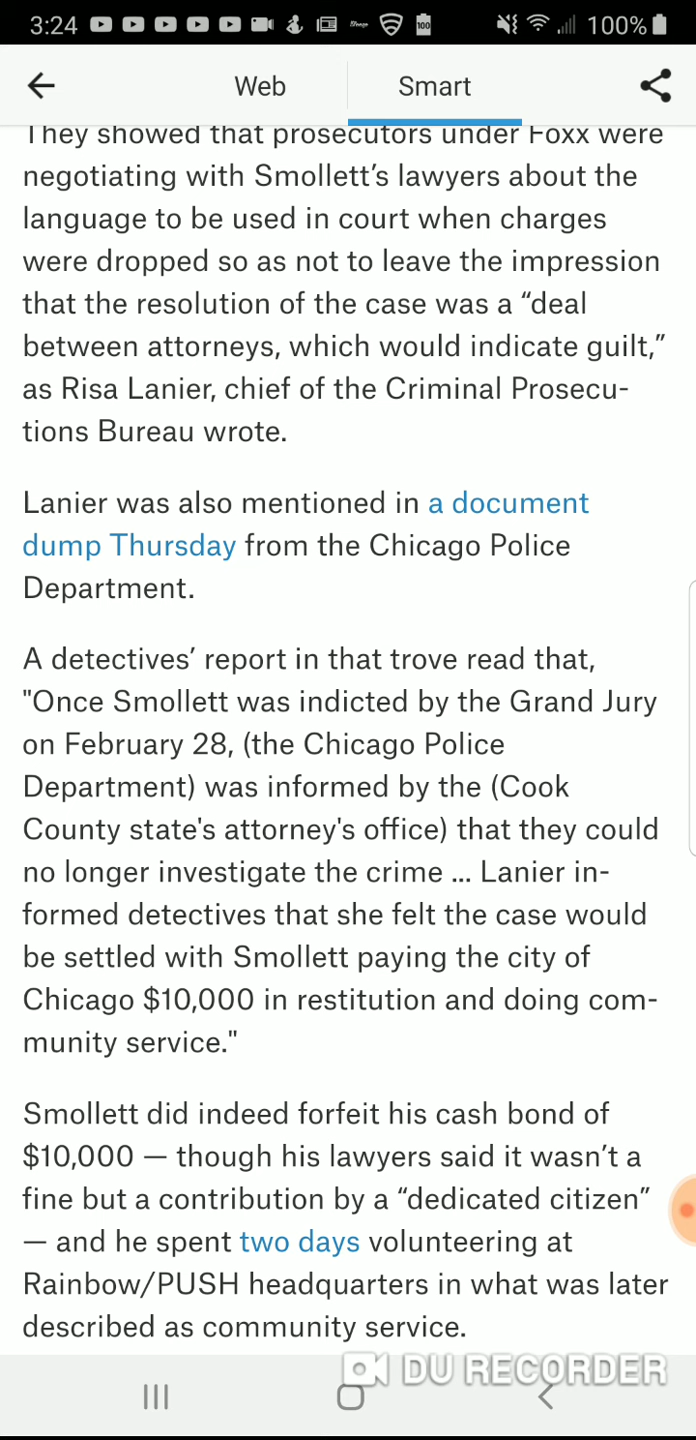 3:24
100
100%
Web
Smart
They showed that prosecutors under Foxx were
negotiating with Smollett’s lawyers about the
language to be used in court when charges
were dropped so as not to leave the impression
that the resolution of the case was a “deal
between attorneys, which would indicate guilt,”
as Risa Lanier, chief of the Criminal Prosecu-
tions Bureau wrote.
Lanier was also mentioned in a document
dump Thursday from the Chicago Police
Department.
A detectives’ report in that trove read that,
"Once Smollett was indicted by the Grand Jury
on February 28, (the Chicago Police
Department) was informed by the (Cook
County state's attorney's office) that they could
no longer investigate the crime ... Lanier in-
formed detectives that she felt the case would
be settled with Smollett paying the city of
Chicago $10,000 in restitution and doing com-
munity service."
Smollett did indeed forfeit his cash bond of
$10,000 — though his lawyers said it wasn’t a
fine but a contribution by a “dedicated citizen”
— and he spent two days volunteering at
Rainbow/PUSH headquarters in what was later
described as community service.
DU RECORDER